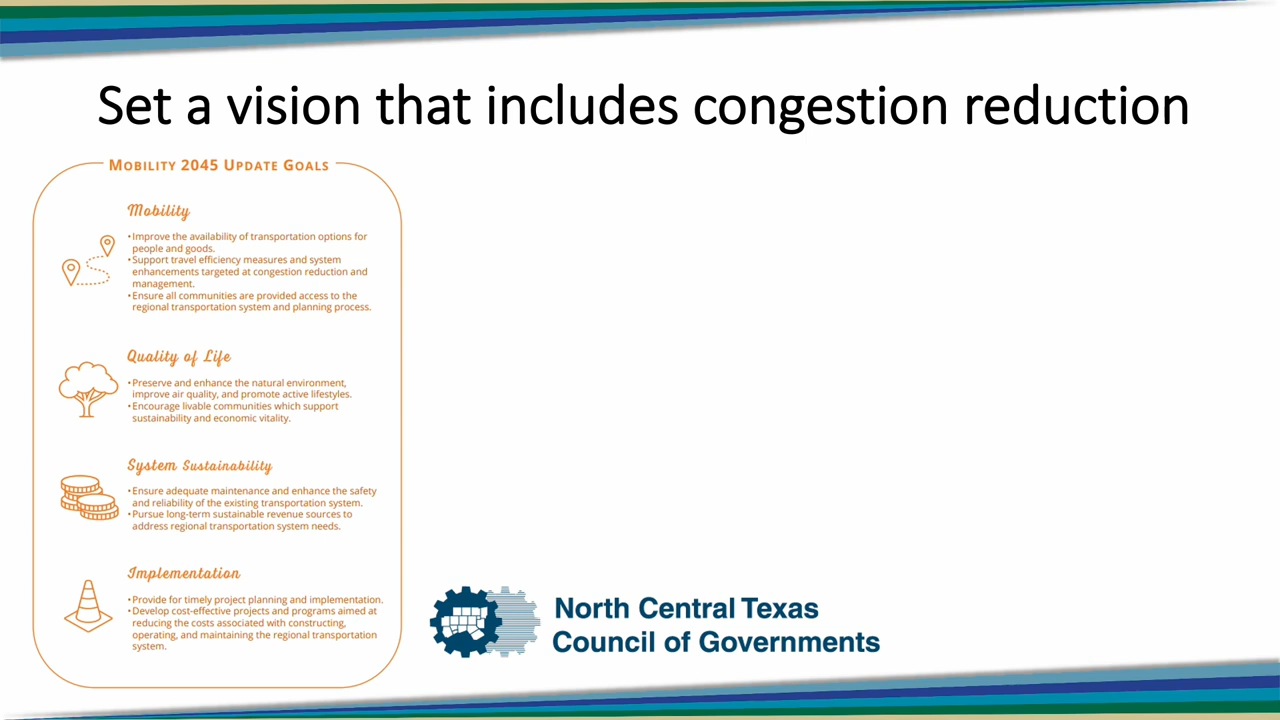 Set a vision that includes congestion reduction
MOBILITY 2045 UPDATE GOALS
Mobility
•Improve the availability of transportation options for
people and goods.
•Support travel efficiency measures and system
enhancements targeted at congestion reduction and
management.
•Ensure all communities are provided access to the
regional transportation system and planning process.
Quality of Life
•Preserve and enhance the natural environment,
improve air quality, and promote active lifestyles.
•Encourage livable communities which support
sustainability and economic vitality.
System Sustainability
•Ensure adequate maintenance and enhance the safety
and reliability of the existing transportation system.
•Pursue long-term sustainable revenue sources to
address regional transportation system needs.
Implementation
•Provide for timely project planning and implementation.
•Develop cost-effective projects and programs aimed at
reducing the costs associated with constructing,
operating, and maintaining the regional transportation
system.
North Central Texas
Council of Governments